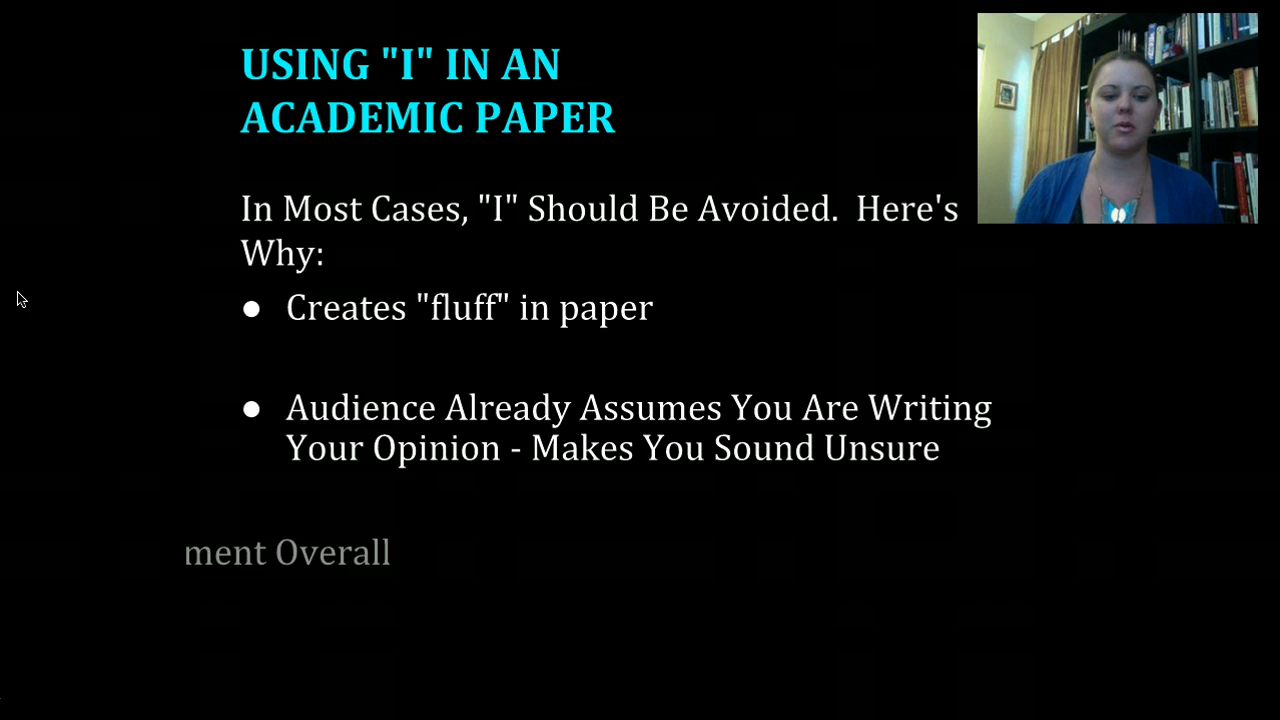 USING "I" IN AN
ACADEMIC PAPER
In Most Cases, "I" Should Be Avoided.  Here's
Why:
● Creates "fluff" in paper
● Audience Already Assumes You Are Writing
Your Opinion - Makes You Sound Unsure
ment Overall